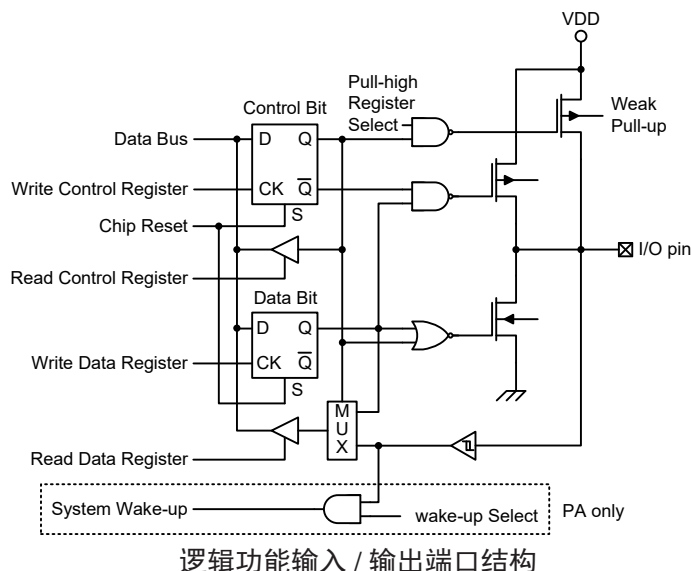 VDD
Pull-high
Register
Select
Weak
Pull-up
Control Bit
Data Bus
D
Q
Write Control Register
CK
Q̅
S
Chip Reset
I/O pin
Read Control Register
Data Bit
D
Q
Write Data Register
CK
Q̅
S
M
U
X
Read Data Register
System Wake-up
wake-up Select
PA only
逻辑功能输入 / 输出端口结构